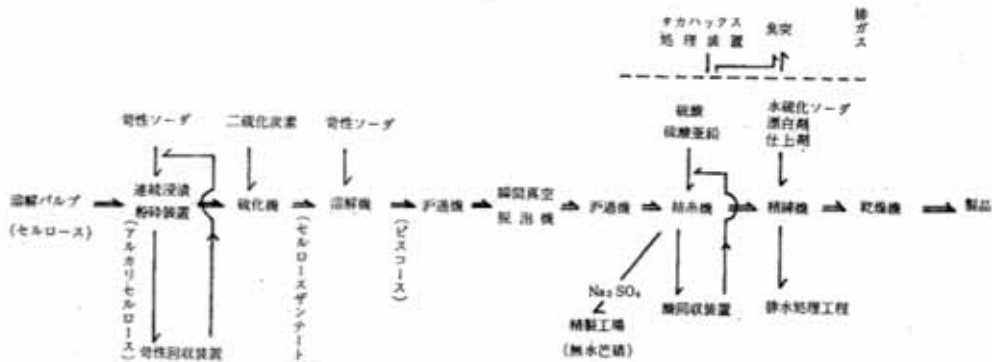 タカハックス
処理装置
臭突
排ガス
苛性ソーダ
二硫化炭素
苛性ソーダ
硫酸
硫酸亜鉛
水硫化ソーダ
漂白剤
仕上剤
溶解パルプ
(セルロース)
連続浸漬
粉砕装置
(アルカリセルロース)
硫化機
(セルロースザンテート)
溶解機
(ビスコース)
沪過機
瞬間真空
脱泡機
沪過機
紡糸機
精練機
乾燥機
製品
苛性回収装置
Na₂SO₄
精製工場
(無水芒硝)
酸回収装置
排水処理工程